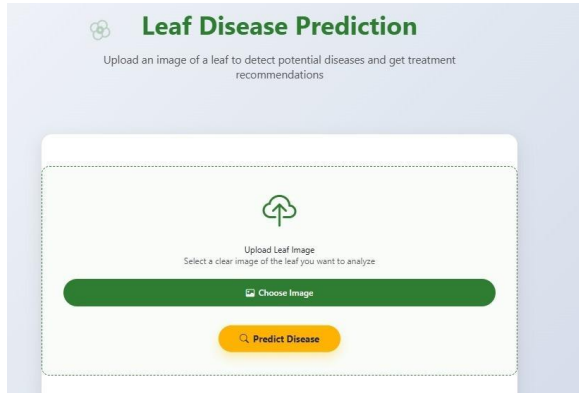 Leaf Disease Prediction
Upload an image of a leaf to detect potential diseases and get treatment
recommendations
Upload Leaf Image
Select a clear image of the leaf you want to analyze
Choose Image
Predict Disease